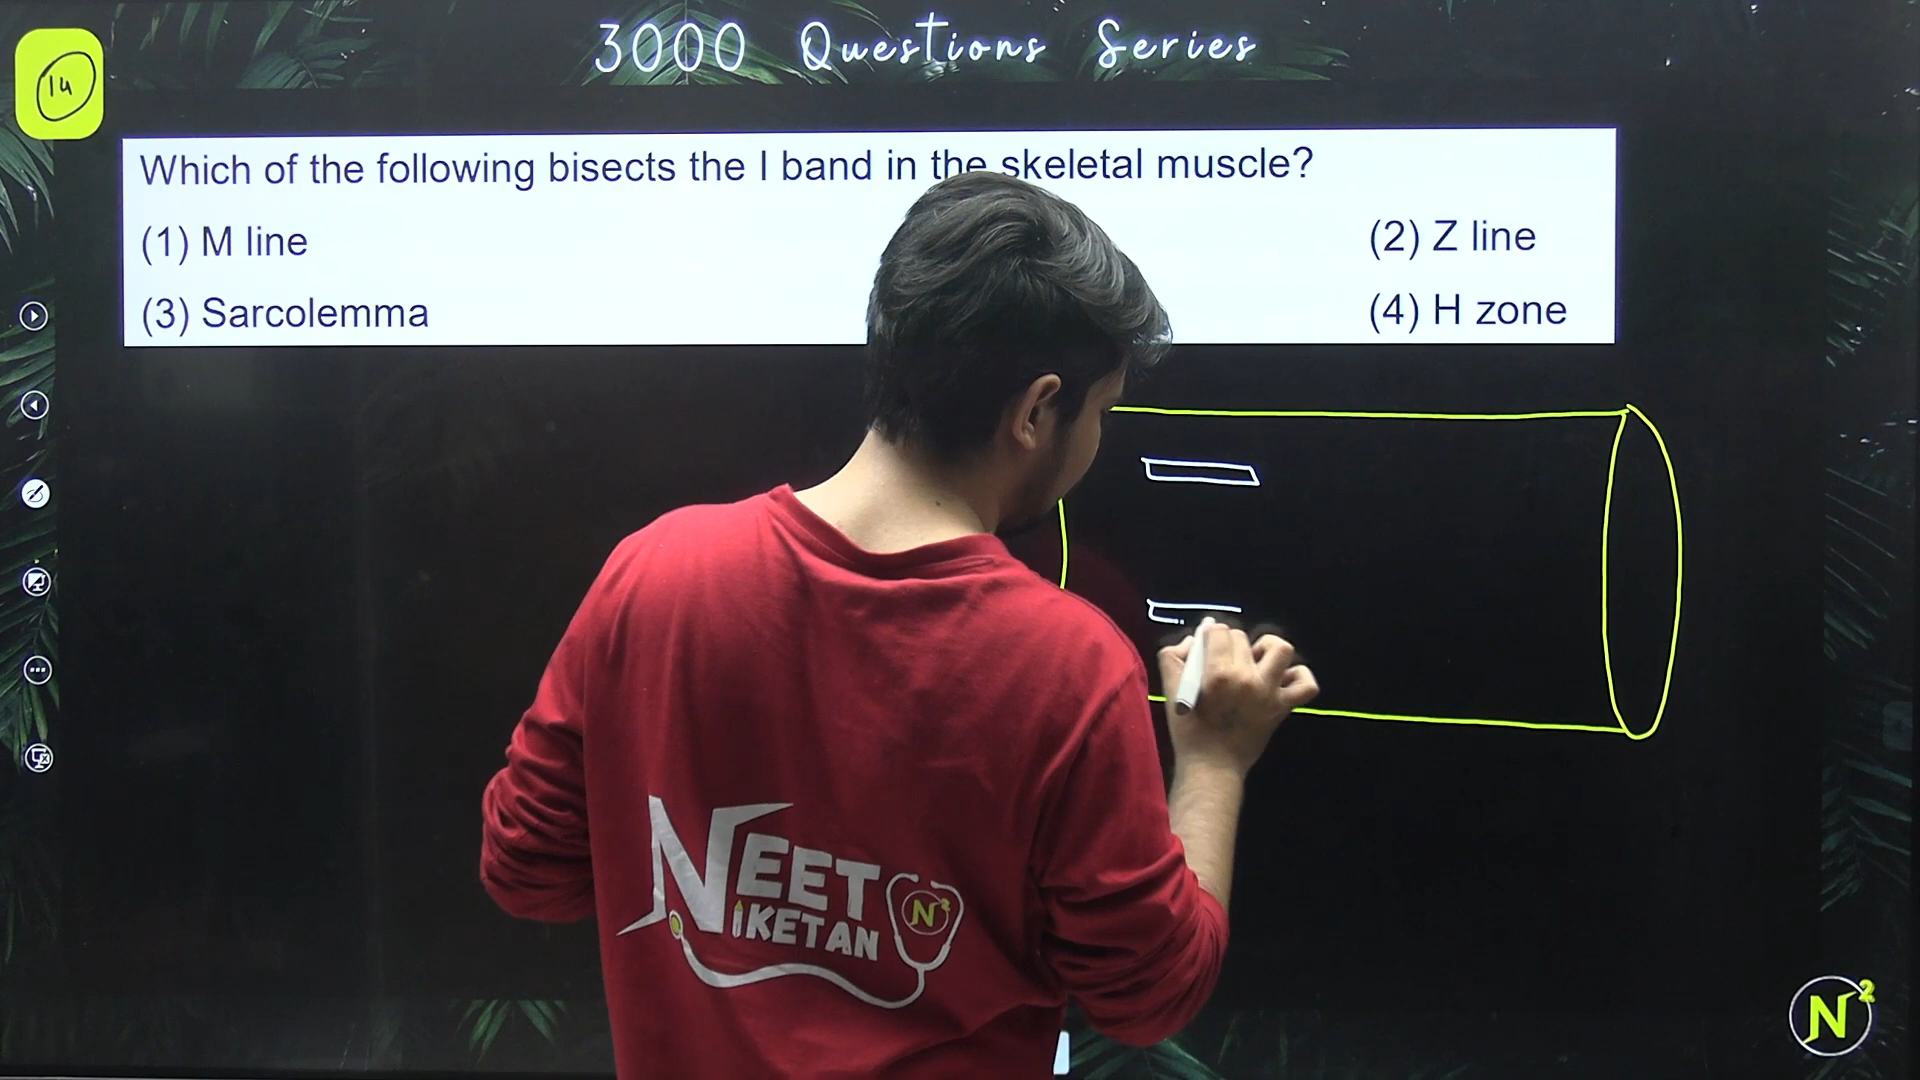 3000 Questions Series
14
Which of the following bisects the I band in the skeletal muscle?
(1) M line
(2) Z line
(3) Sarcolemma
(4) H zone
NEET
NIKETAN
N2
N2